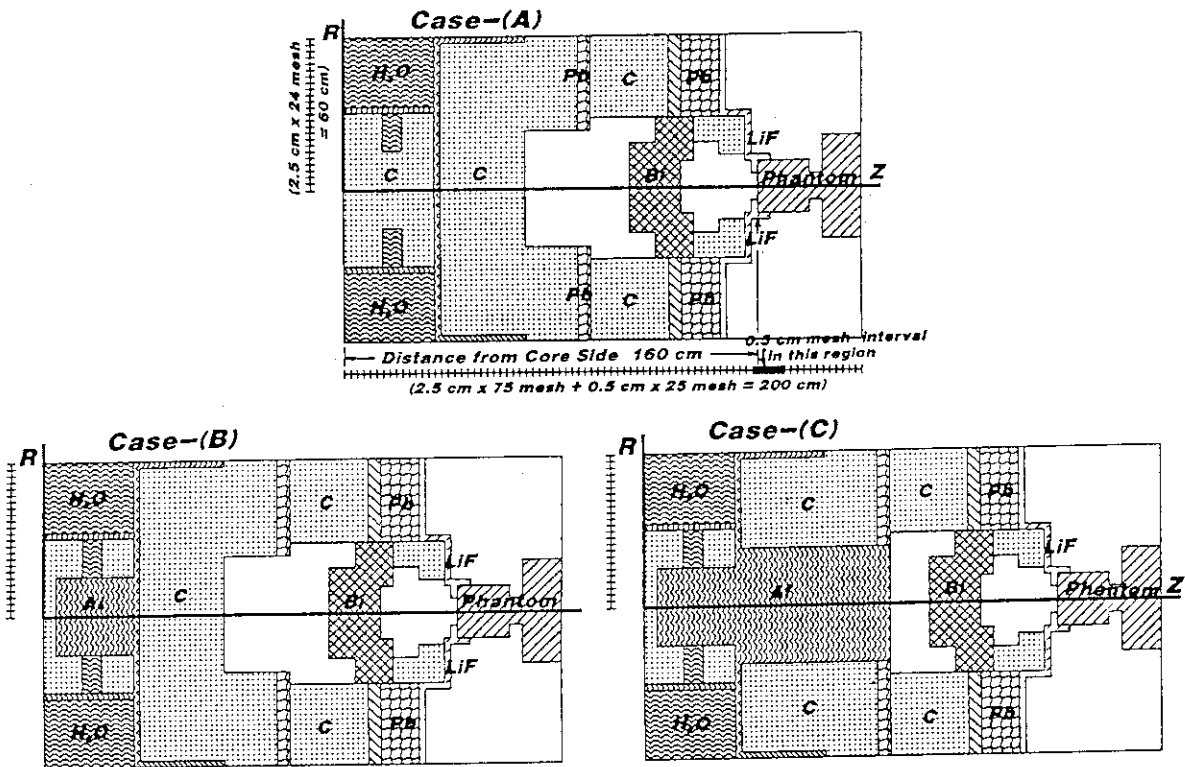 Case-(A)
R
(2.5 cm x 24 mesh
= 60 cm)
H₂O
Pb
C
Pb
LiF
C
C
Bi
Phantom
Z
LiF
H₂O
Pb
C
Pb
0.5 cm mesh interval
in this region
Distance from Core Side 160 cm
(2.5 cm x 75 mesh + 0.5 cm x 25 mesh = 200 cm)
Case-(B)
R
H₂O
C
Pb
LiF
Al
C
Bi
Phantom
LiF
H₂O
C
Pb
Case-(C)
R
H₂O
C
C
Pb
LiF
Al
Bi
Phantom
Z
H₂O
C
C
Pb